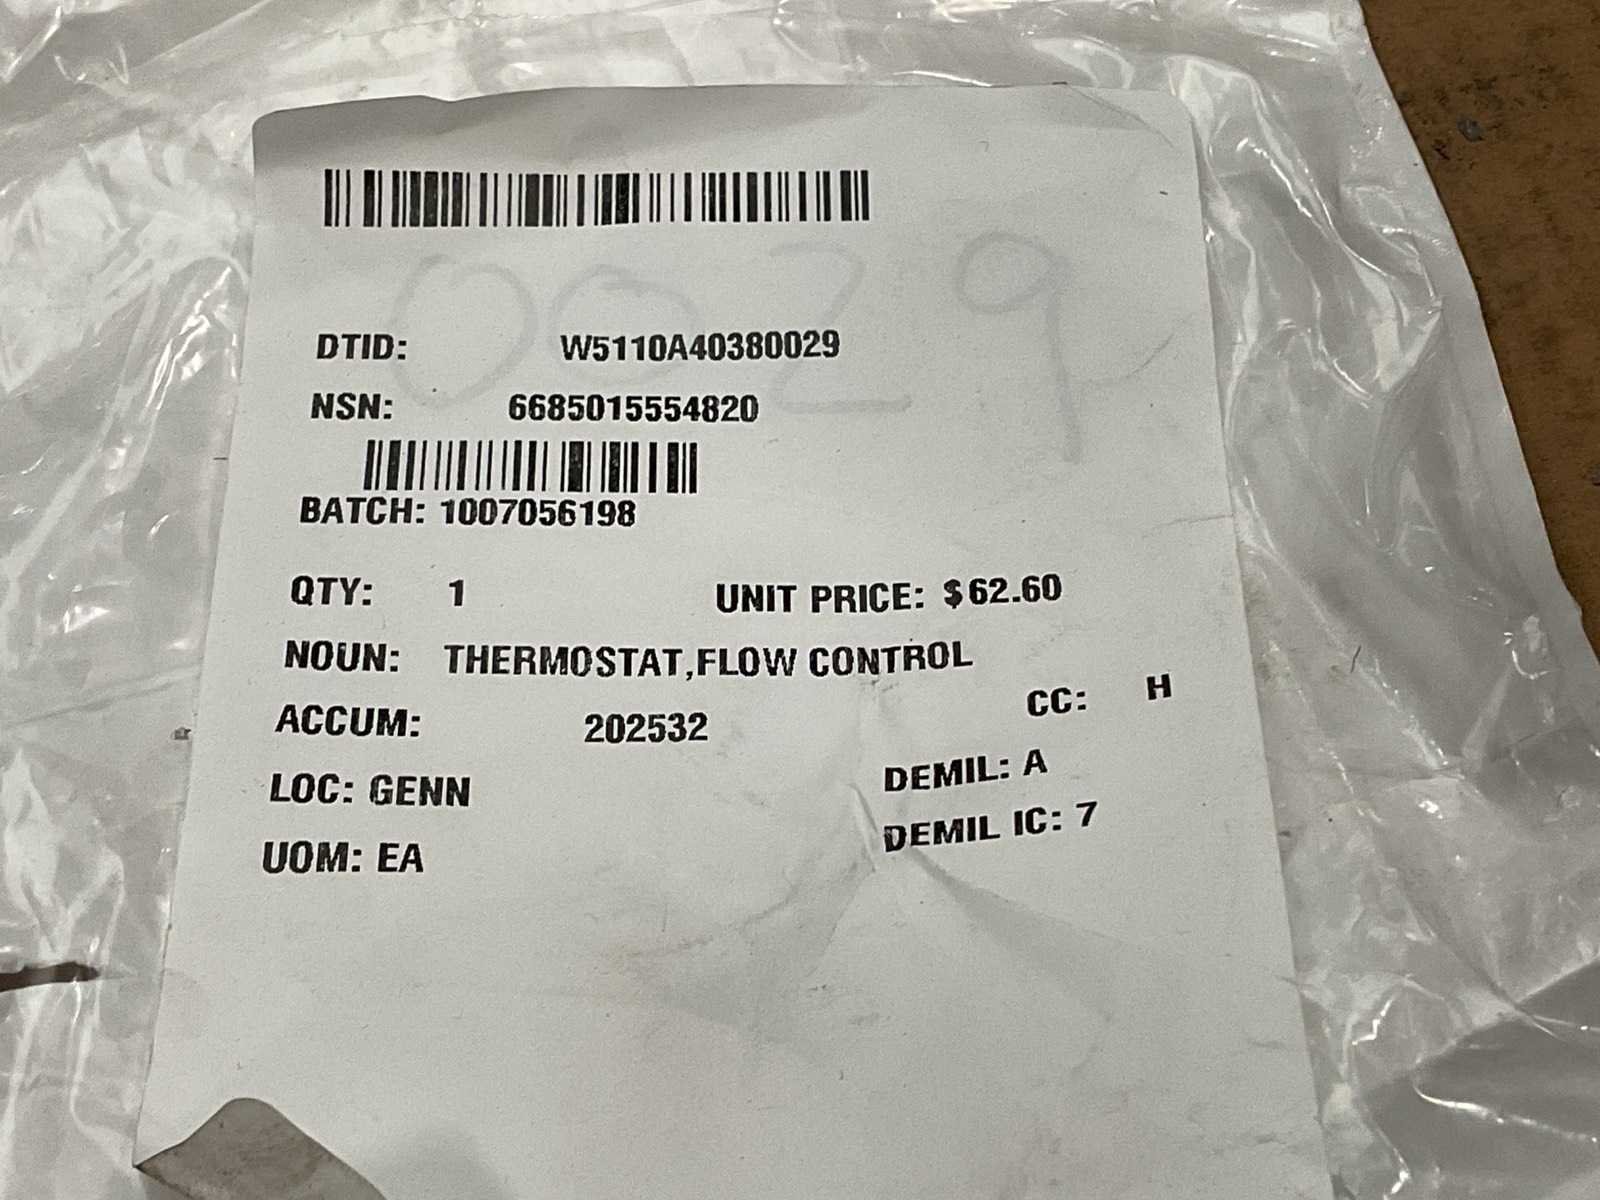 0029
DTID: W5110A40380029
NSN: 6685015554820
BATCH: 1007056198
QTY: 1 UNIT PRICE: $62.60
NOUN: THERMOSTAT,FLOW CONTROL
ACCUM: 202532 CC: H
LOC: GENN DEMIL: A
UOM: EA DEMIL IC: 7